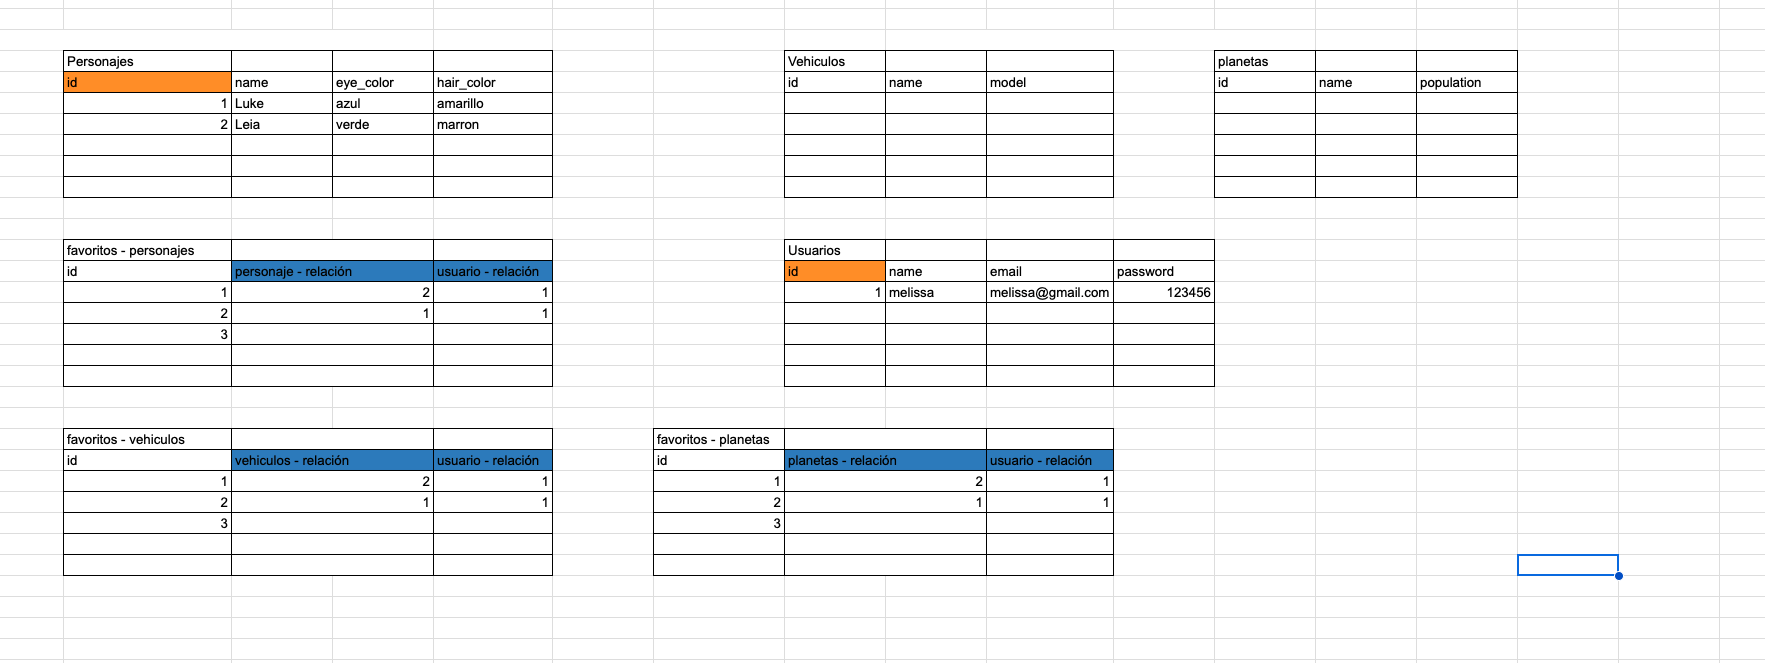 Personajes
id name eye_color hair_color
1 Luke azul amarillo
2 Leia verde marron
Vehiculos
id name model
planetas
id name population
favoritos - personajes
id personaje - relación usuario - relación
1 2 1
2 1 1
3
Usuarios
id name email password
1 melissa melissa@gmail.com 123456
favoritos - vehiculos
id vehiculos - relación usuario - relación
1 2 1
2 1 1
3
favoritos - planetas
id planetas - relación usuario - relación
1 2 1
2 1 1
3